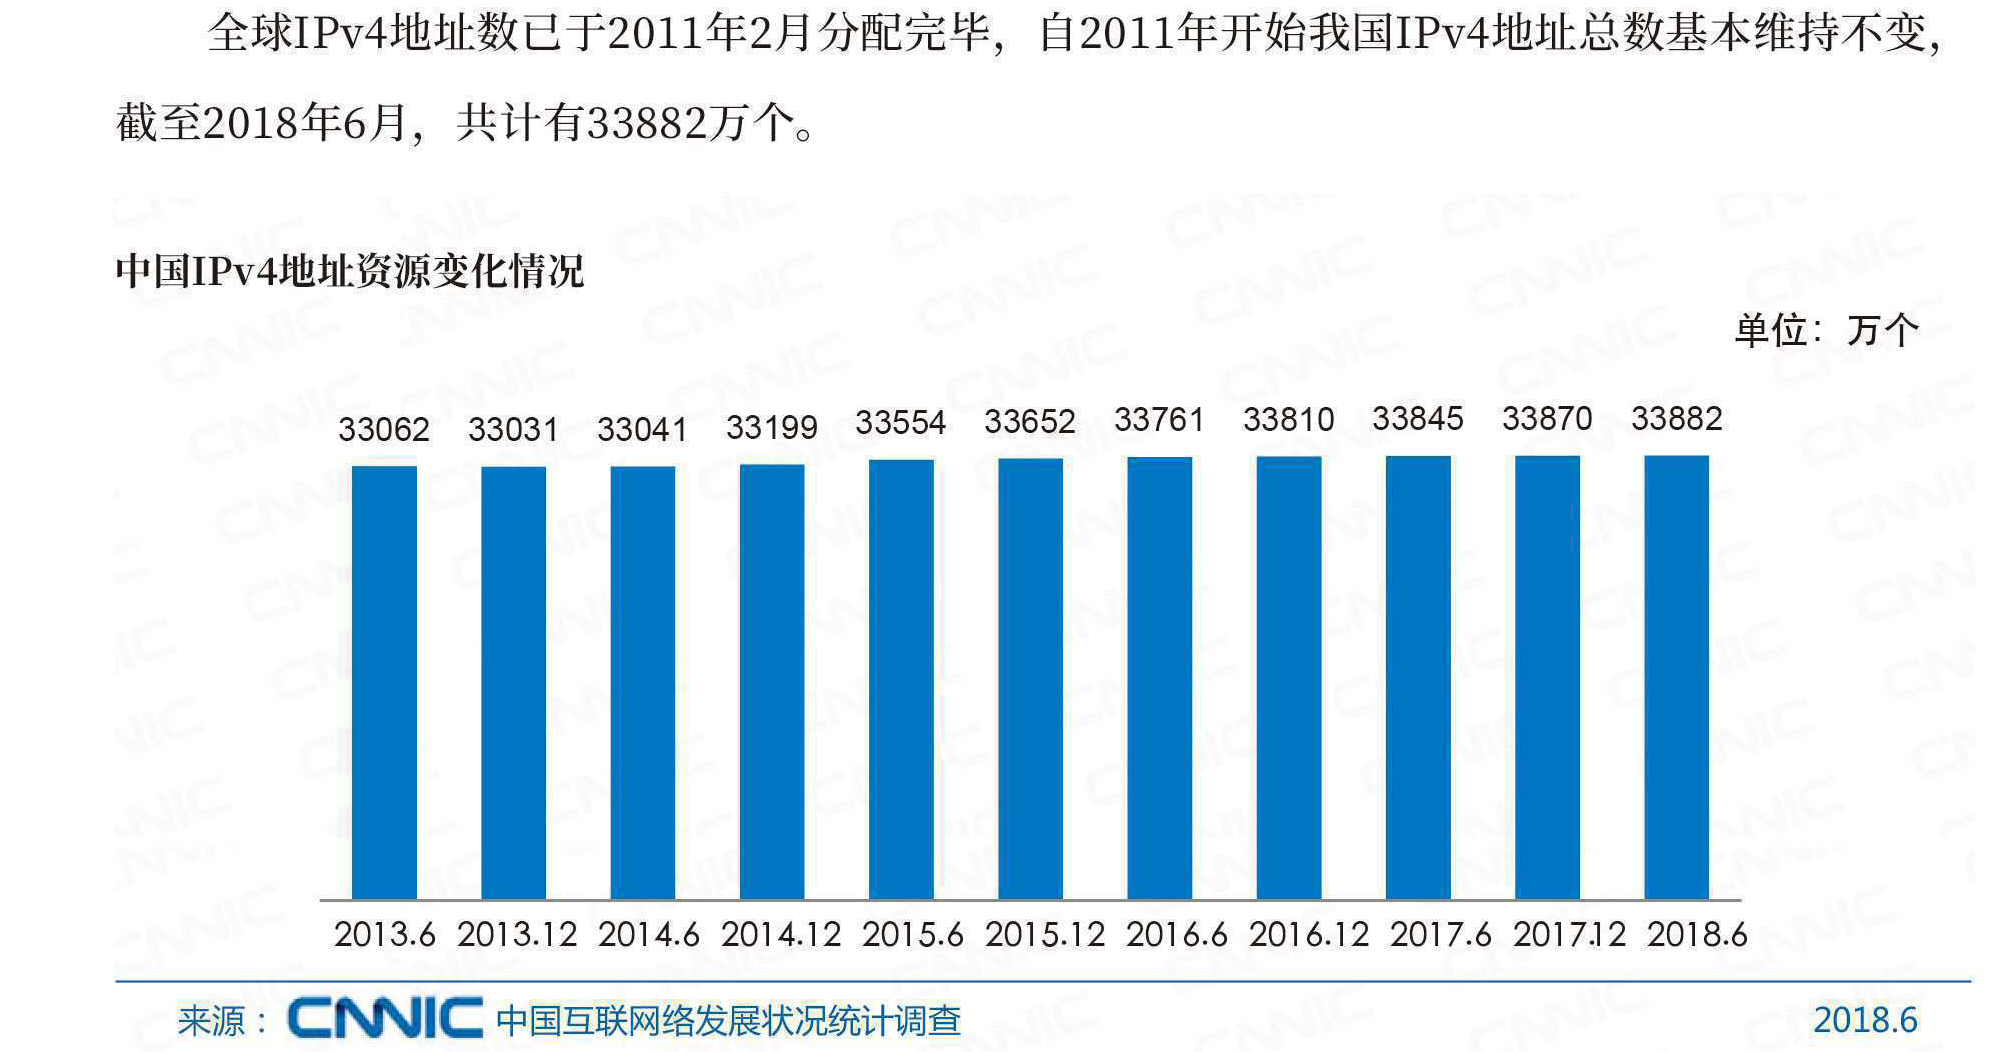 全球IPv4地址数已于2011年2月分配完毕，自2011年开始我国IPv4地址总数基本维持不变，
截至2018年6月，共计有33882万个。
中国IPv4地址资源变化情况
单位：万个
33062 33031 33041 33199 33554 33652 33761 33810 33845 33870 33882
2013.6 2013.12 2014.6 2014.12 2015.6 2015.12 2016.6 2016.12 2017.6 2017.12 2018.6
来源：CNNIC 中国互联网络发展状况统计调查 2018.6